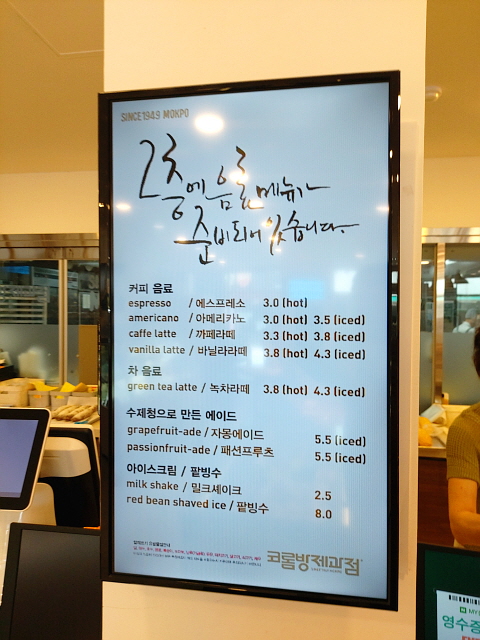 SINCE1949 MOKPO
2층에 음료 메뉴가
준비되어 있습니다.
커피 음료
espresso / 에스프레소 3.0 (hot)
americano / 아메리카노 3.0 (hot) 3.5 (iced)
caffe latte / 까페라떼 3.3 (hot) 3.8 (iced)
vanilla latte / 바닐라라떼 3.8 (hot) 4.3 (iced)
차 음료
green tea latte / 녹차라떼 3.8 (hot) 4.3 (iced)
수제청으로 만든 에이드
grapefruit-ade / 자몽에이드 5.5 (iced)
passionfruit-ade / 패션프루츠 5.5 (iced)
아이스크림 / 팥빙수
milk shake / 밀크셰이크 2.5
red bean shaved ice / 팥빙수 8.0
코롬방제과점
영수증